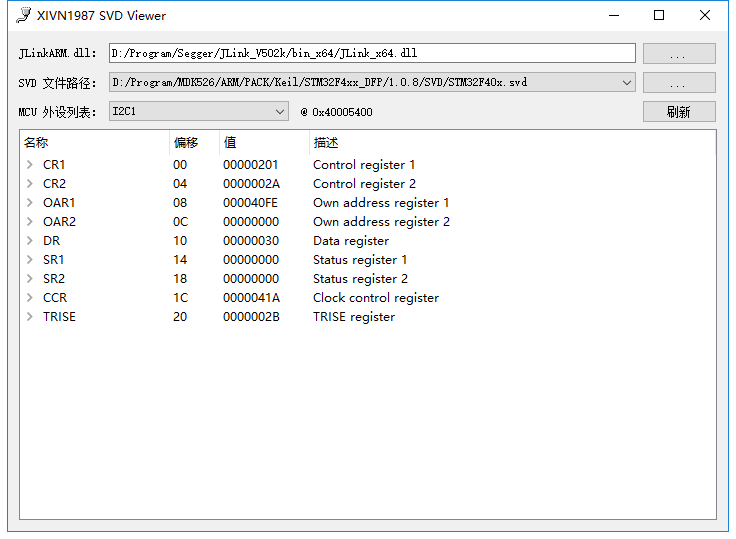 XIVN1987 SVD Viewer
JLinkARM.dll: D:/Program/Segger/JLink_V502k/bin_x64/JLink_x64.dll ...
SVD 文件路径: D:/Program/MDK526/ARM/PACK/Keil/STM32F4xx_DFP/1.0.8/SVD/STM32F40x.svd ...
MCU 外设列表: I2C1 @ 0x40005400 刷新
名称 偏移 值 描述
CR1 00 00000201 Control register 1
CR2 04 0000002A Control register 2
OAR1 08 000040FE Own address register 1
OAR2 0C 00000000 Own address register 2
DR 10 00000030 Data register
SR1 14 00000000 Status register 1
SR2 18 00000000 Status register 2
CCR 1C 0000041A Clock control register
TRISE 20 0000002B TRISE register